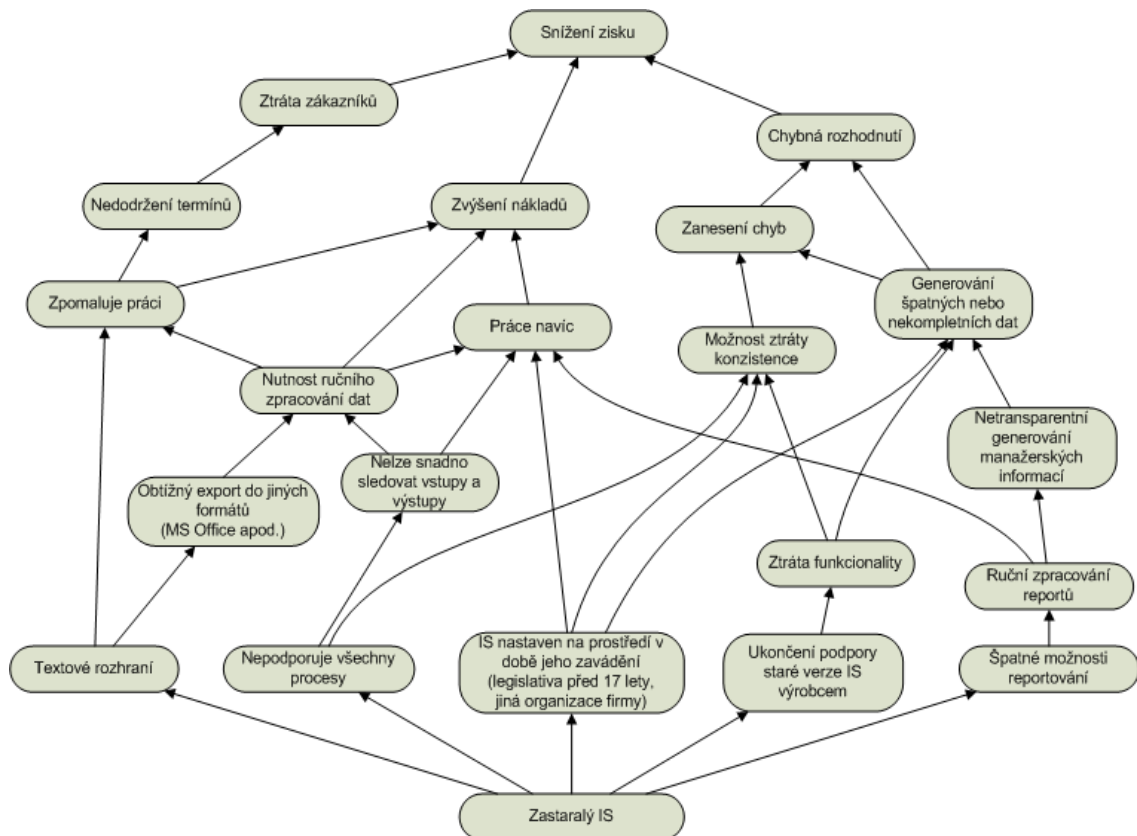 Snížení zisku
Ztráta zákazníků
Chybná rozhodnutí
Nedodržení termínů
Zvýšení nákladů
Zanesení chyb
Zpomaluje práci
Generování
špatných nebo
nekompletních dat
Práce navíc
Možnost ztráty
konzistence
Nutnost ručního
zpracování dat
Netransparentní
generování
manažerských
informací
Nelze snadno
sledovat vstupy a
výstupy
Obtížný export do jiných
formátů
(MS Office apod.)
Ztráta funkcionality
Ruční zpracování
reportů
Textové rozhraní
Nepodporuje všechny
procesy
IS nastaven na prostředí v
době jeho zavádění
(legislativa před 17 lety,
jiná organizace firmy)
Ukončení podpory
staré verze IS
výrobcem
Špatné možnosti
reportování
Zastaralý IS